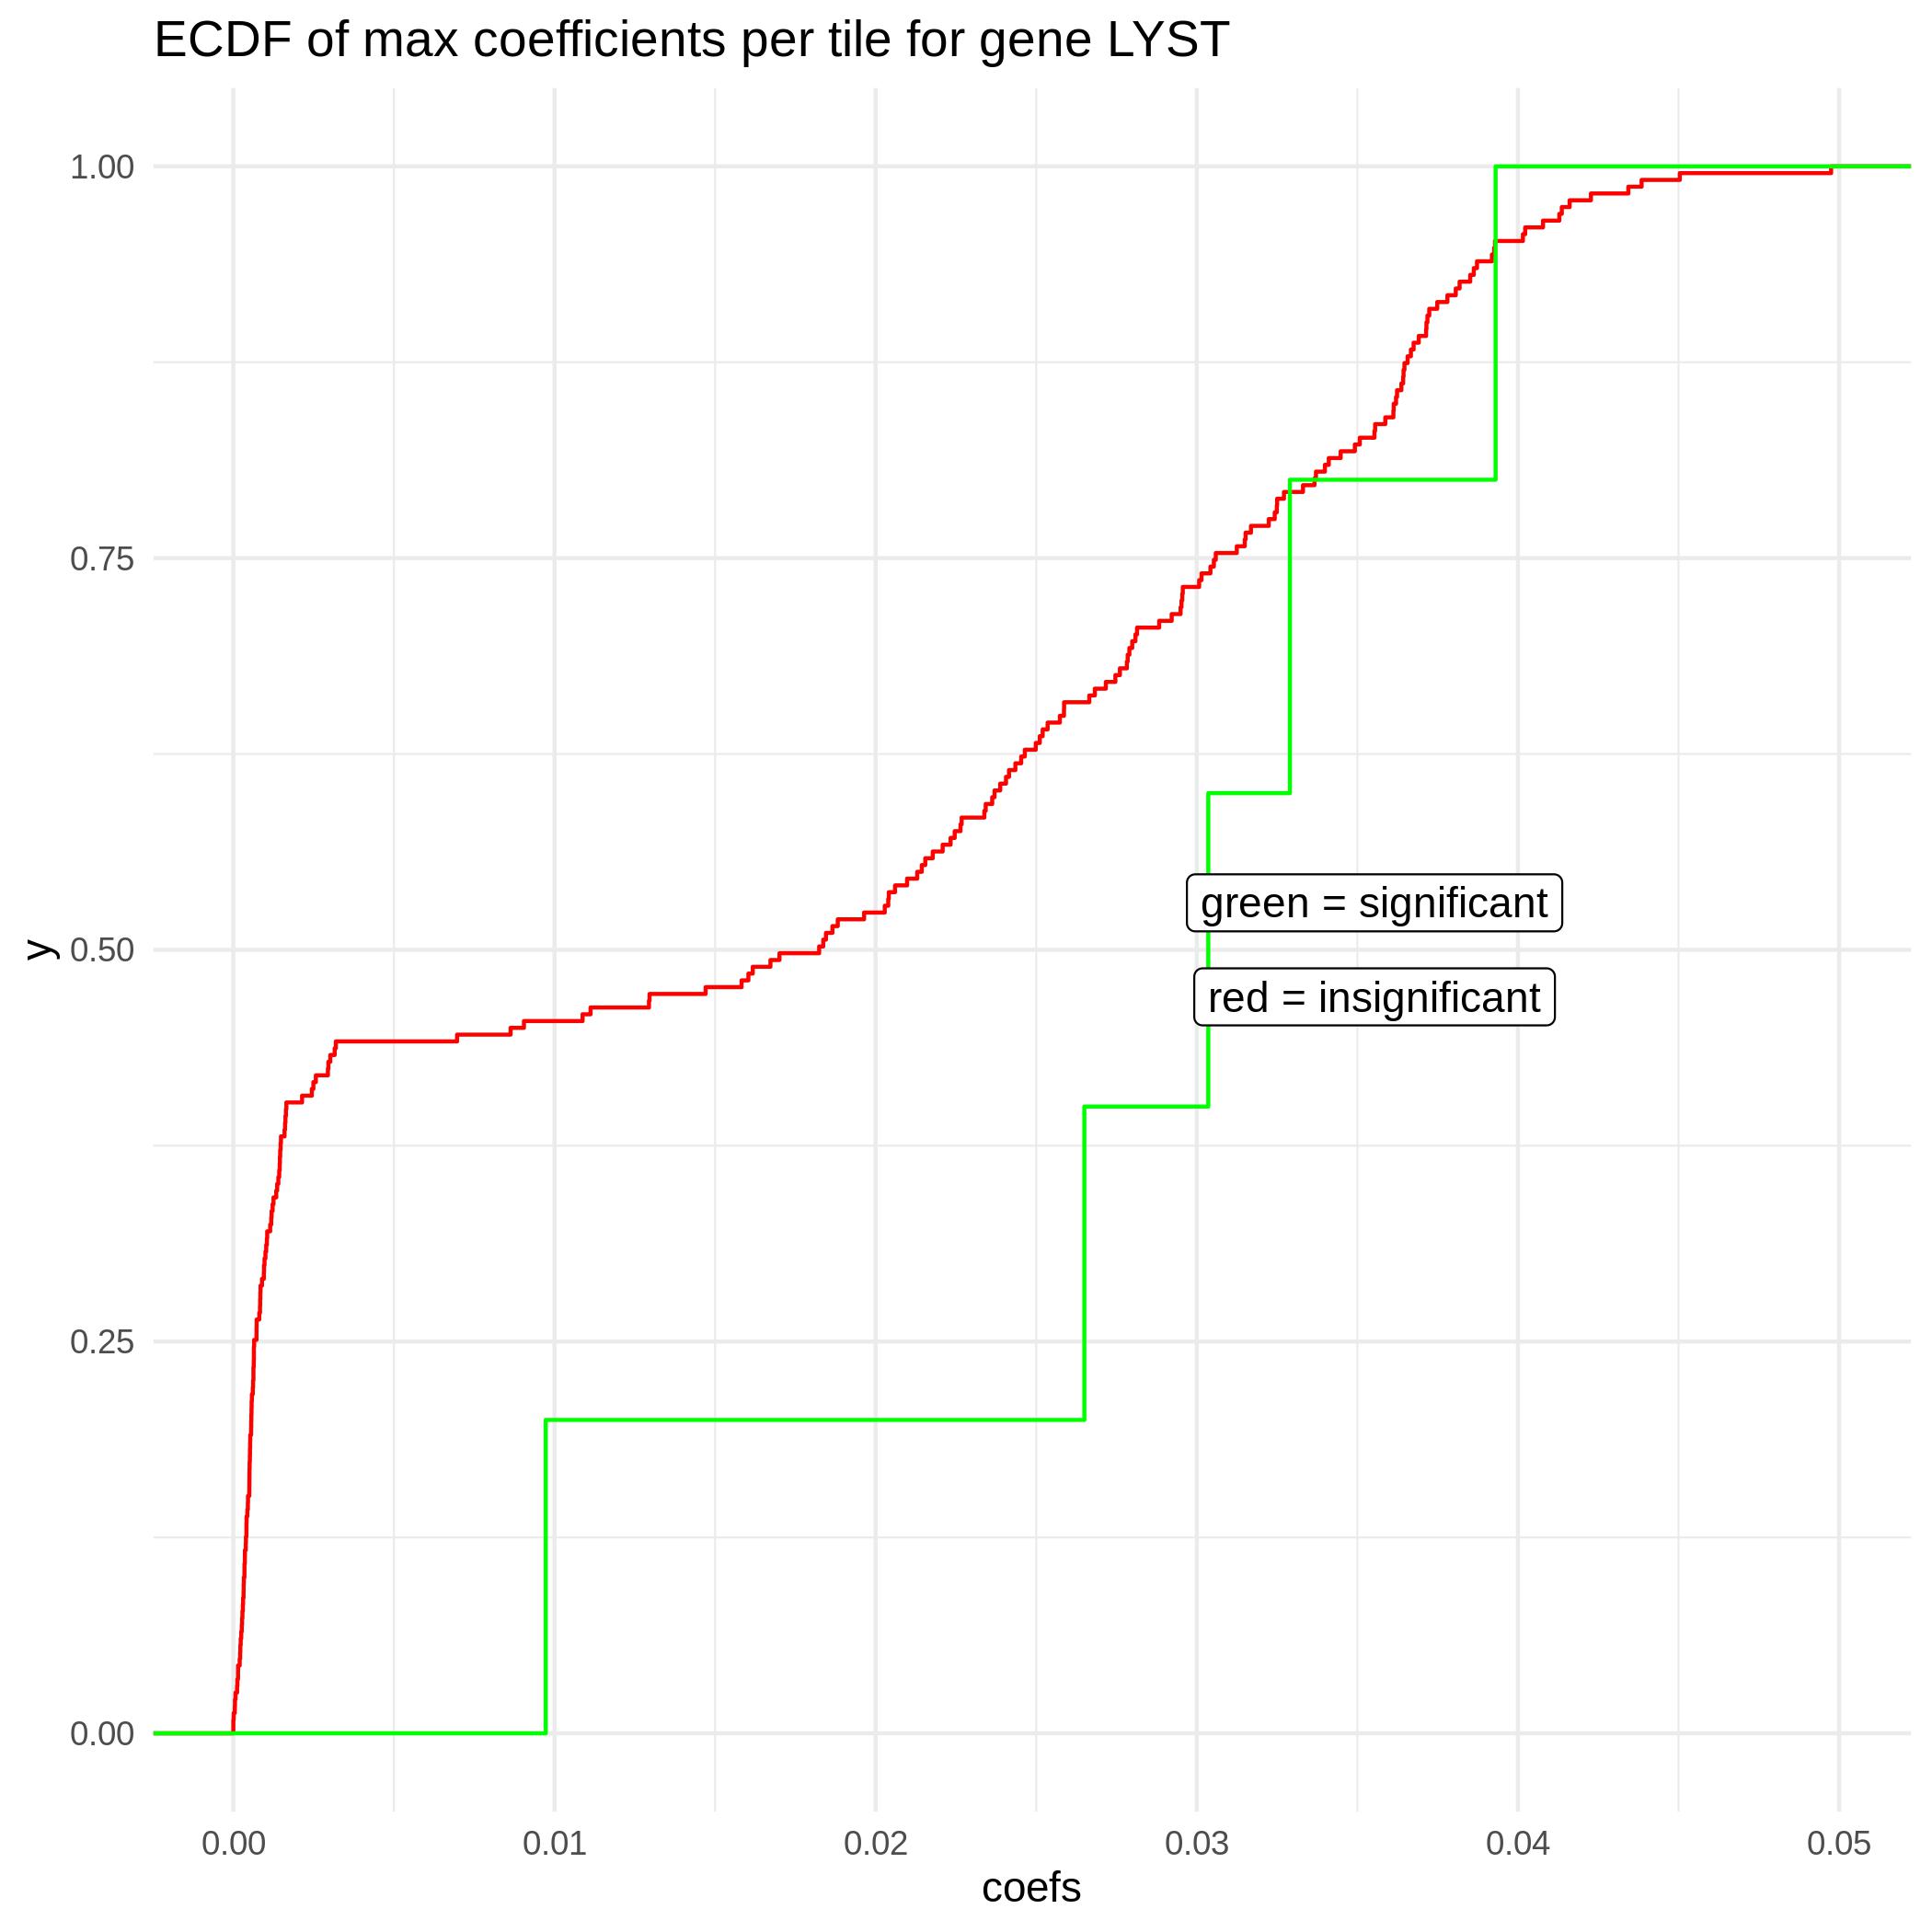 ECDF of max coefficients per tile for gene LYST
1.00
0.75
0.50
0.25
0.00
y
green = significant
red = insignificant
0.00 0.01 0.02 0.03 0.04 0.05
coefs